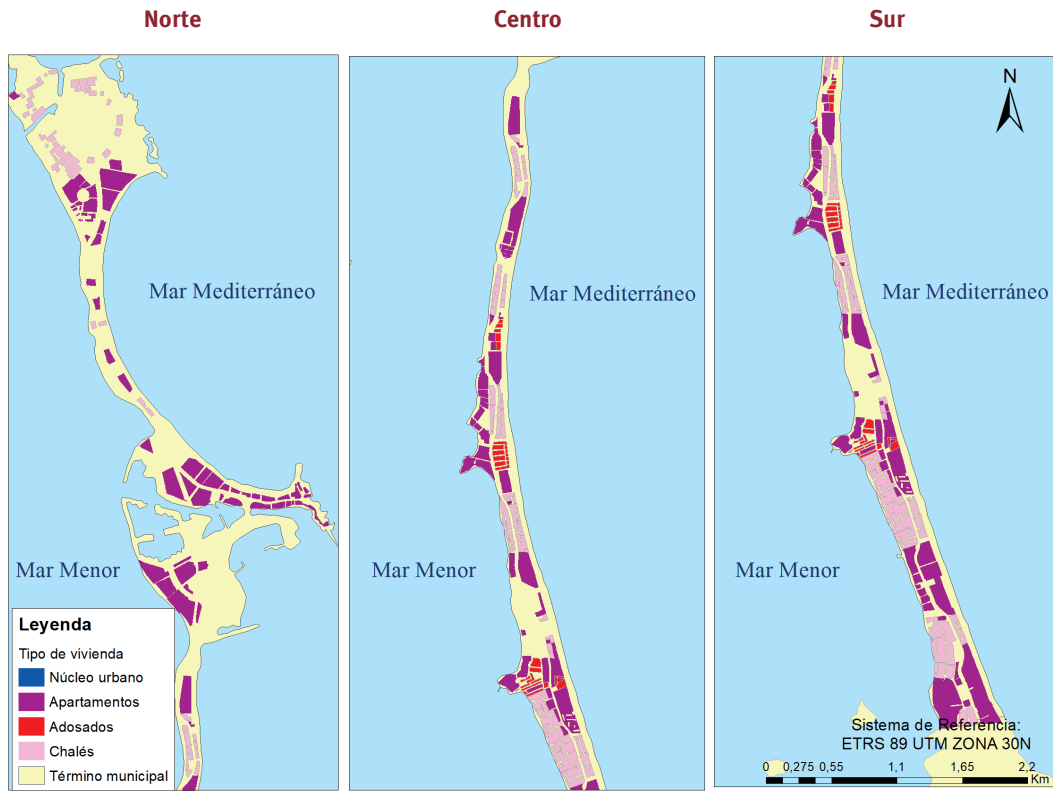 Norte
Centro
Sur
Mar Mediterráneo
Mar Menor
Leyenda
Tipo de vivienda
Núcleo urbano
Apartamentos
Adosados
Chalés
Término municipal
Mar Mediterráneo
Mar Menor
N
Mar Mediterráneo
Mar Menor
Sistema de Referencia:
ETRS 89 UTM ZONA 30N
0 0,275 0,55 1,1 1,65 2,2
Km